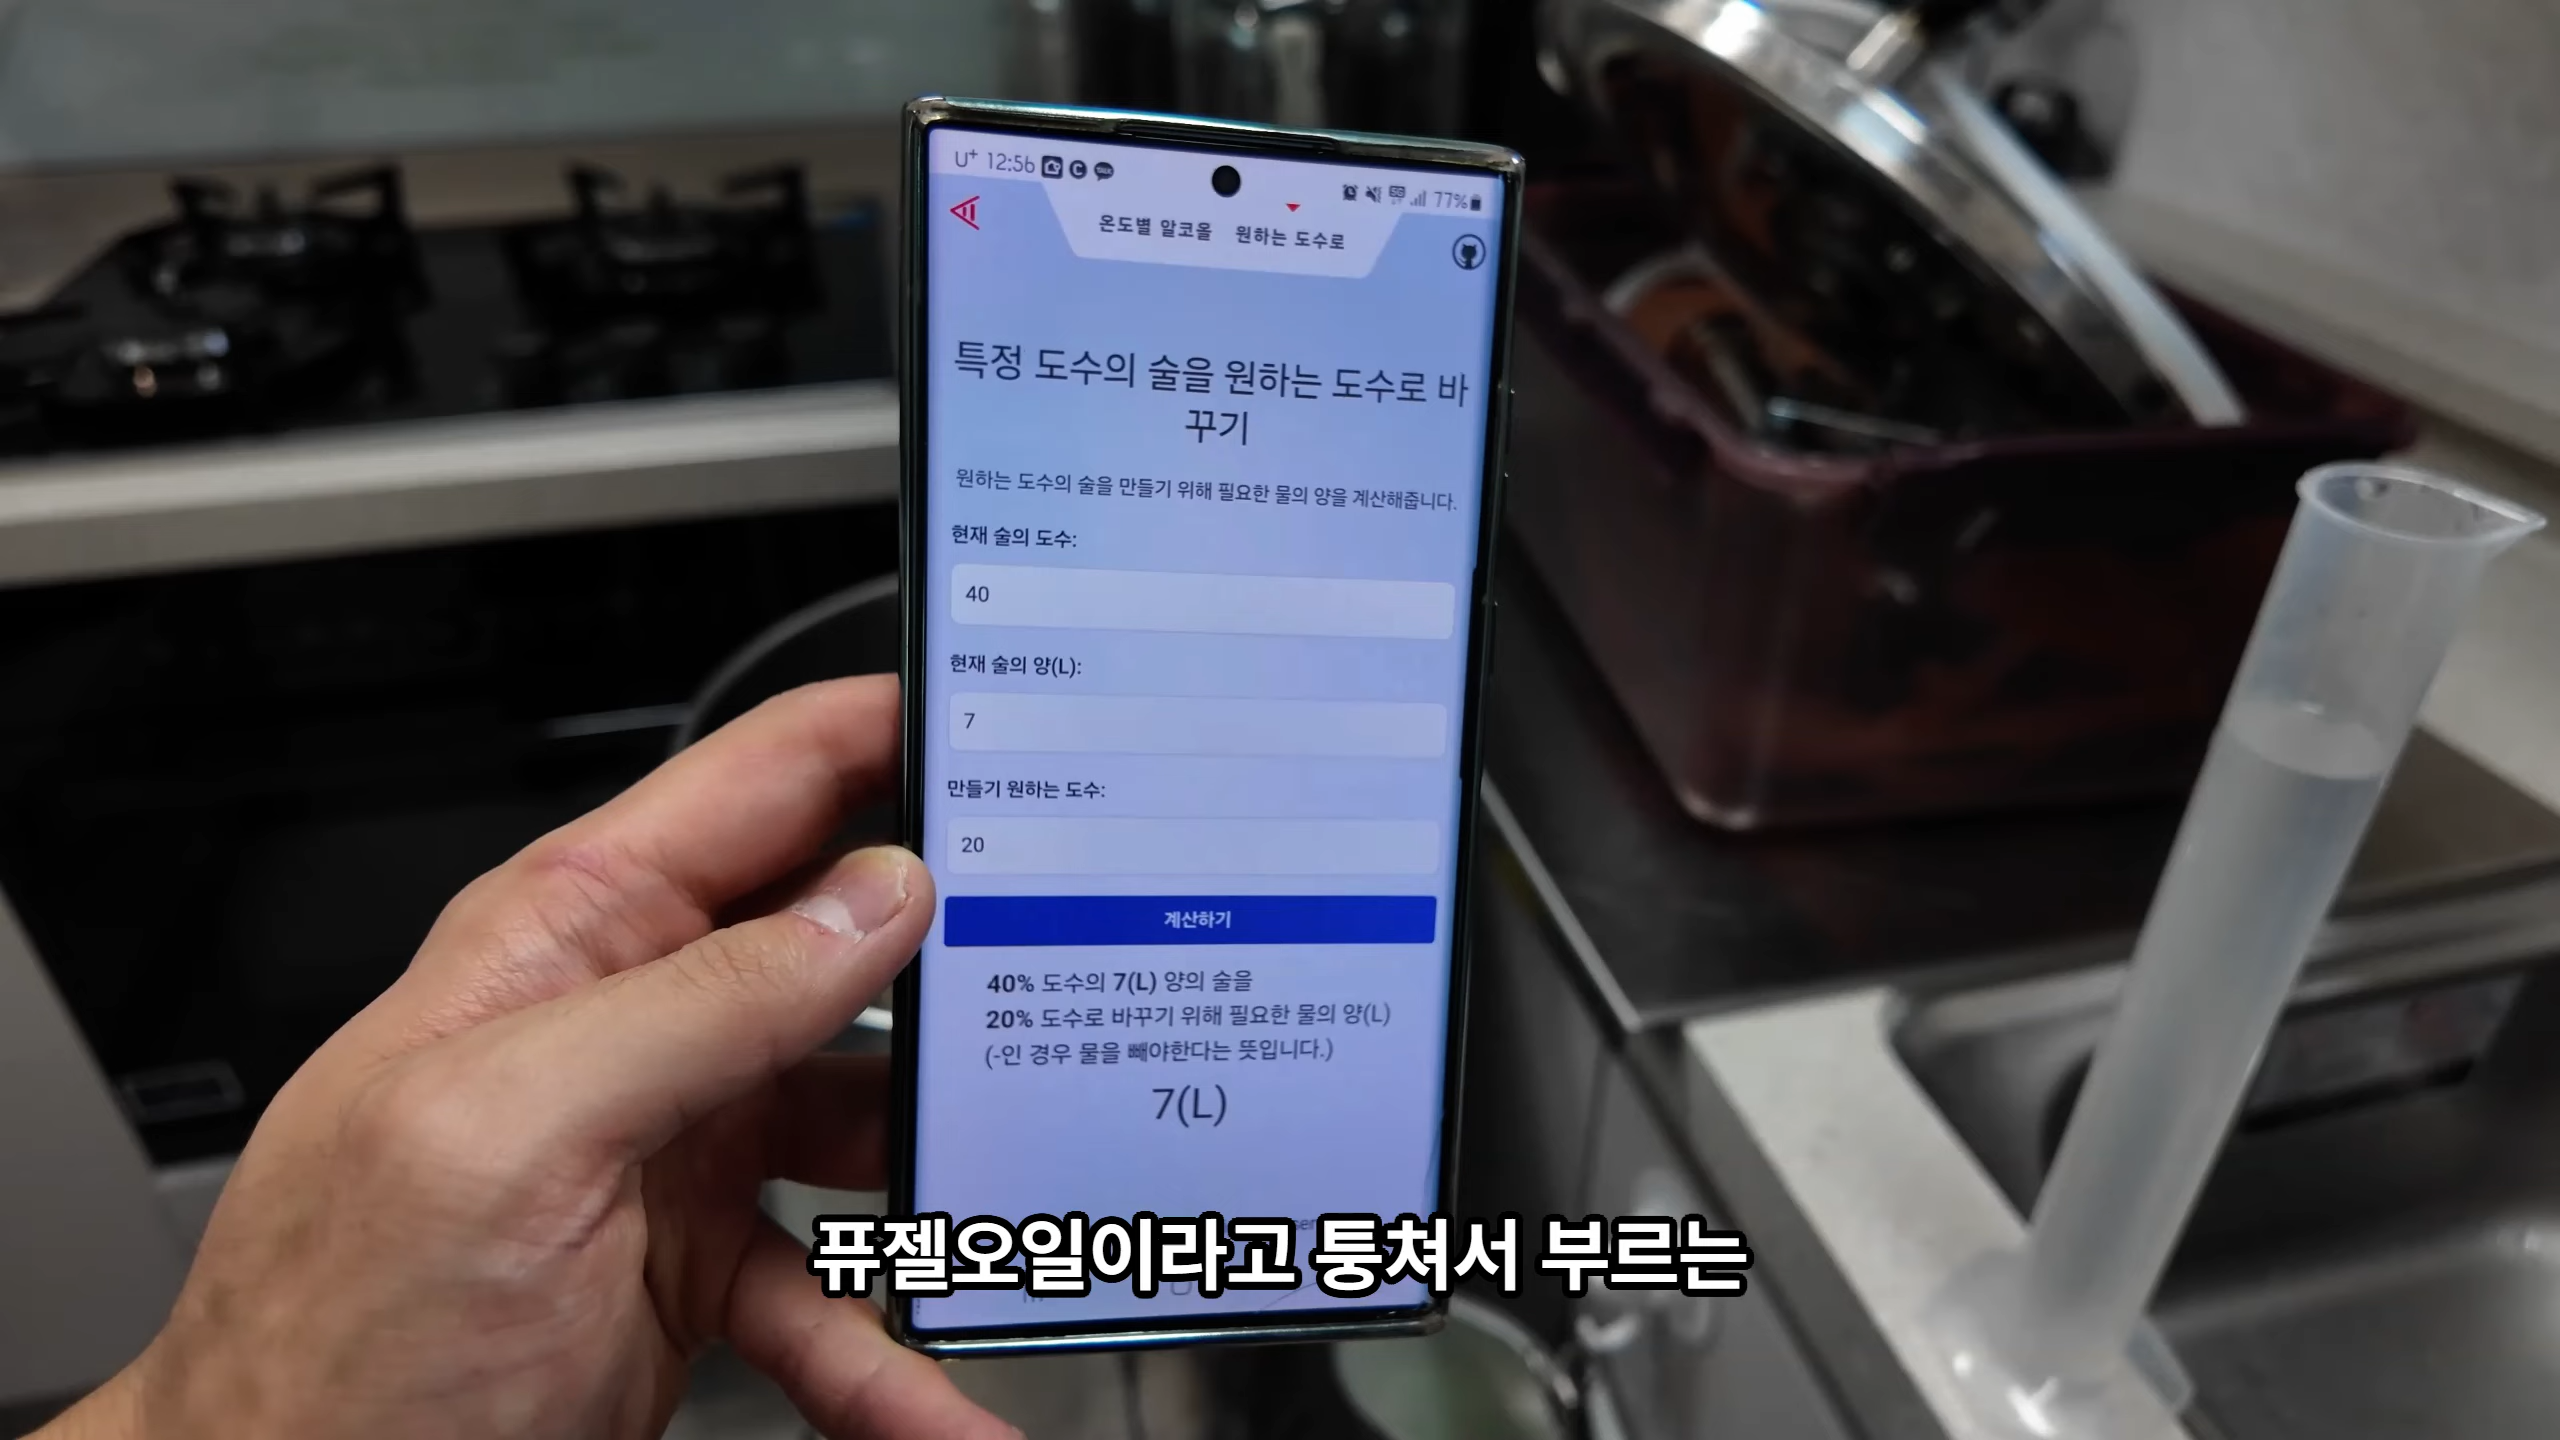 U+ 12:56
77%
온도별 알코올 원하는 도수로
특정 도수의 술을 원하는 도수로 바
꾸기
원하는 도수의 술을 만들기 위해 필요한 물의 양을 계산해줍니다.
현재 술의 도수:
40
현재 술의 양(L):
7
만들기 원하는 도수:
20
계산하기
40% 도수의 7(L) 양의 술을
20% 도수로 바꾸기 위해 필요한 물의 양(L)
(-인 경우 물을 빼야한다는 뜻입니다.)
7(L)
퓨젤오일이라고 퉁쳐서 부르는